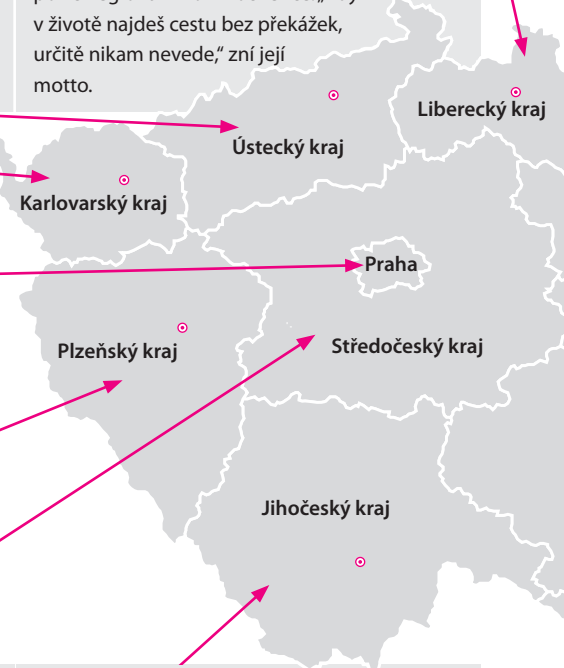 v životě najdeš cestu bez překážek,
určitě nikam nevede,“ zní její
motto.
Liberecký kraj
Ústecký kraj
Karlovarský kraj
Praha
Plzeňský kraj
Středočeský kraj
Jihočeský kraj